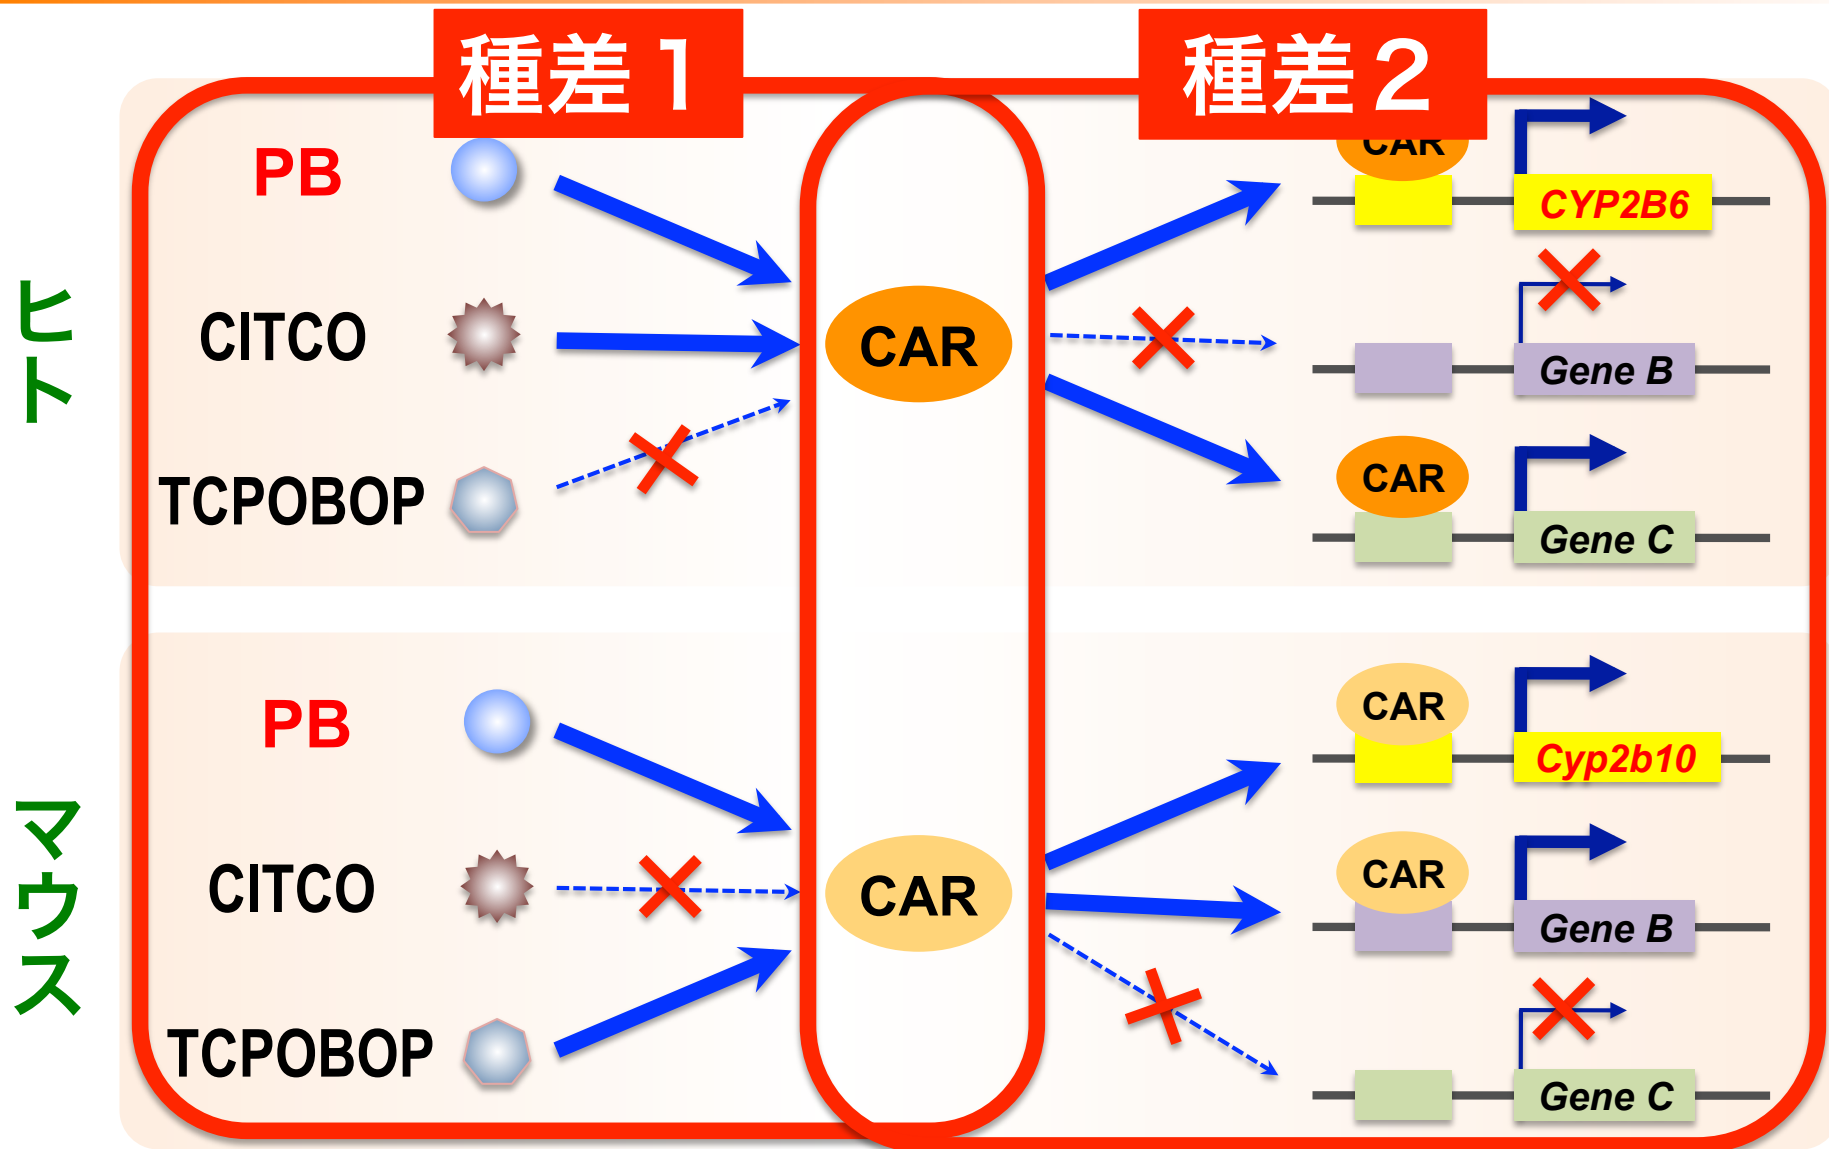 種差１
種差２
ヒト
PB
CITCO
TCPOBOP
CAR
CAR
CYP2B6
Gene B
CAR
Gene C
マウス
PB
CITCO
TCPOBOP
CAR
CAR
Cyp2b10
CAR
Gene B
Gene C